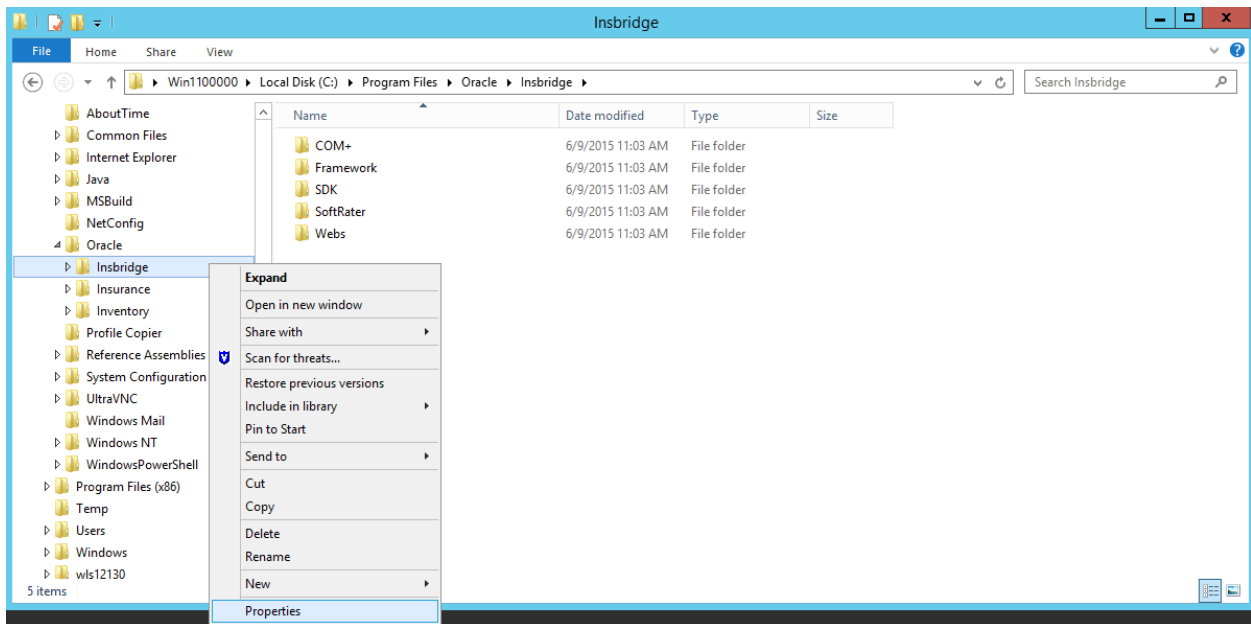 Insbridge
File Home Share View
Win1100000 Local Disk (C:) Program Files Oracle Insbridge
Search Insbridge
AboutTime
Common Files
Internet Explorer
Java
MSBuild
NetConfig
Oracle
Insbridge
Insurance
Inventory
Profile Copier
Reference Assemblies
System Configuration
UltraVNC
Windows Mail
Windows NT
WindowsPowerShell
Program Files (x86)
Temp
Users
Windows
wls12130
5 items
Name Date modified Type Size
COM+ 6/9/2015 11:03 AM File folder
Framework 6/9/2015 11:03 AM File folder
SDK 6/9/2015 11:03 AM File folder
SoftRater 6/9/2015 11:03 AM File folder
Webs 6/9/2015 11:03 AM File folder
Expand
Open in new window
Share with
Scan for threats...
Restore previous versions
Include in library
Pin to Start
Send to
Cut
Copy
Delete
Rename
New
Properties